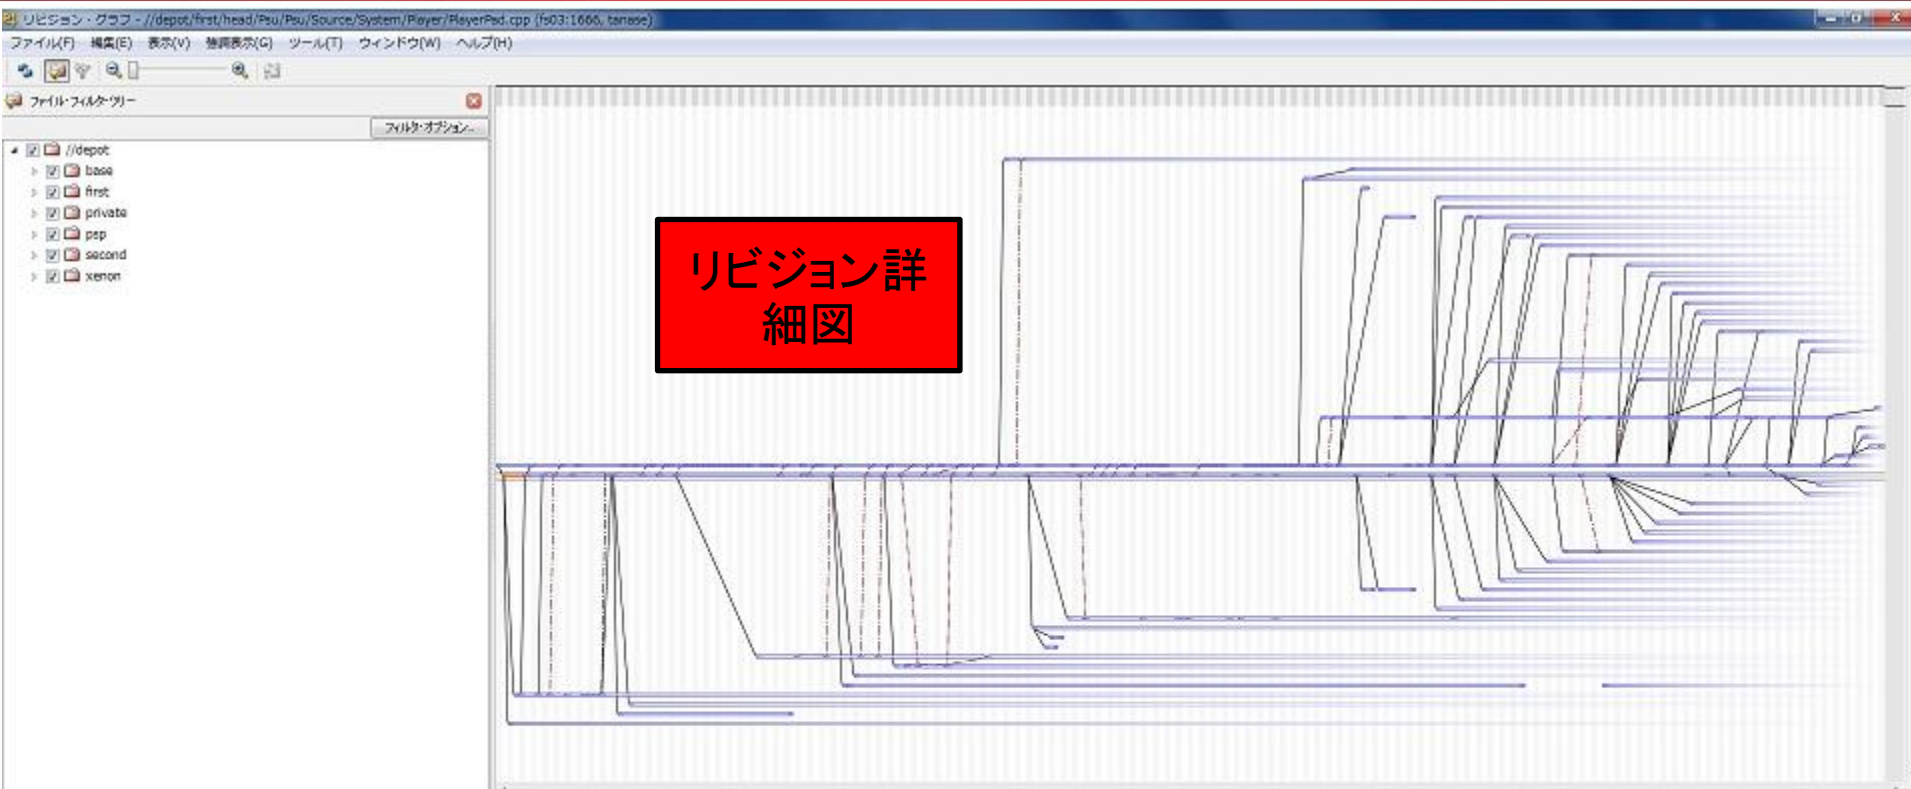 リビジョン・グラフ - //depot/first/head/Psu/Psu/Source/System/Player/PlayerPad.cpp (fs03:1666, tanase)
ファイル(F) 編集(E) 表示(V) 強調表示(G) ツール(T) ウィンドウ(W) ヘルプ(H)
ファイル・フィルタ・ツリー
フィルタ・オプション...
//depot
base
first
private
psp
second
xenon
リビジョン詳
細図